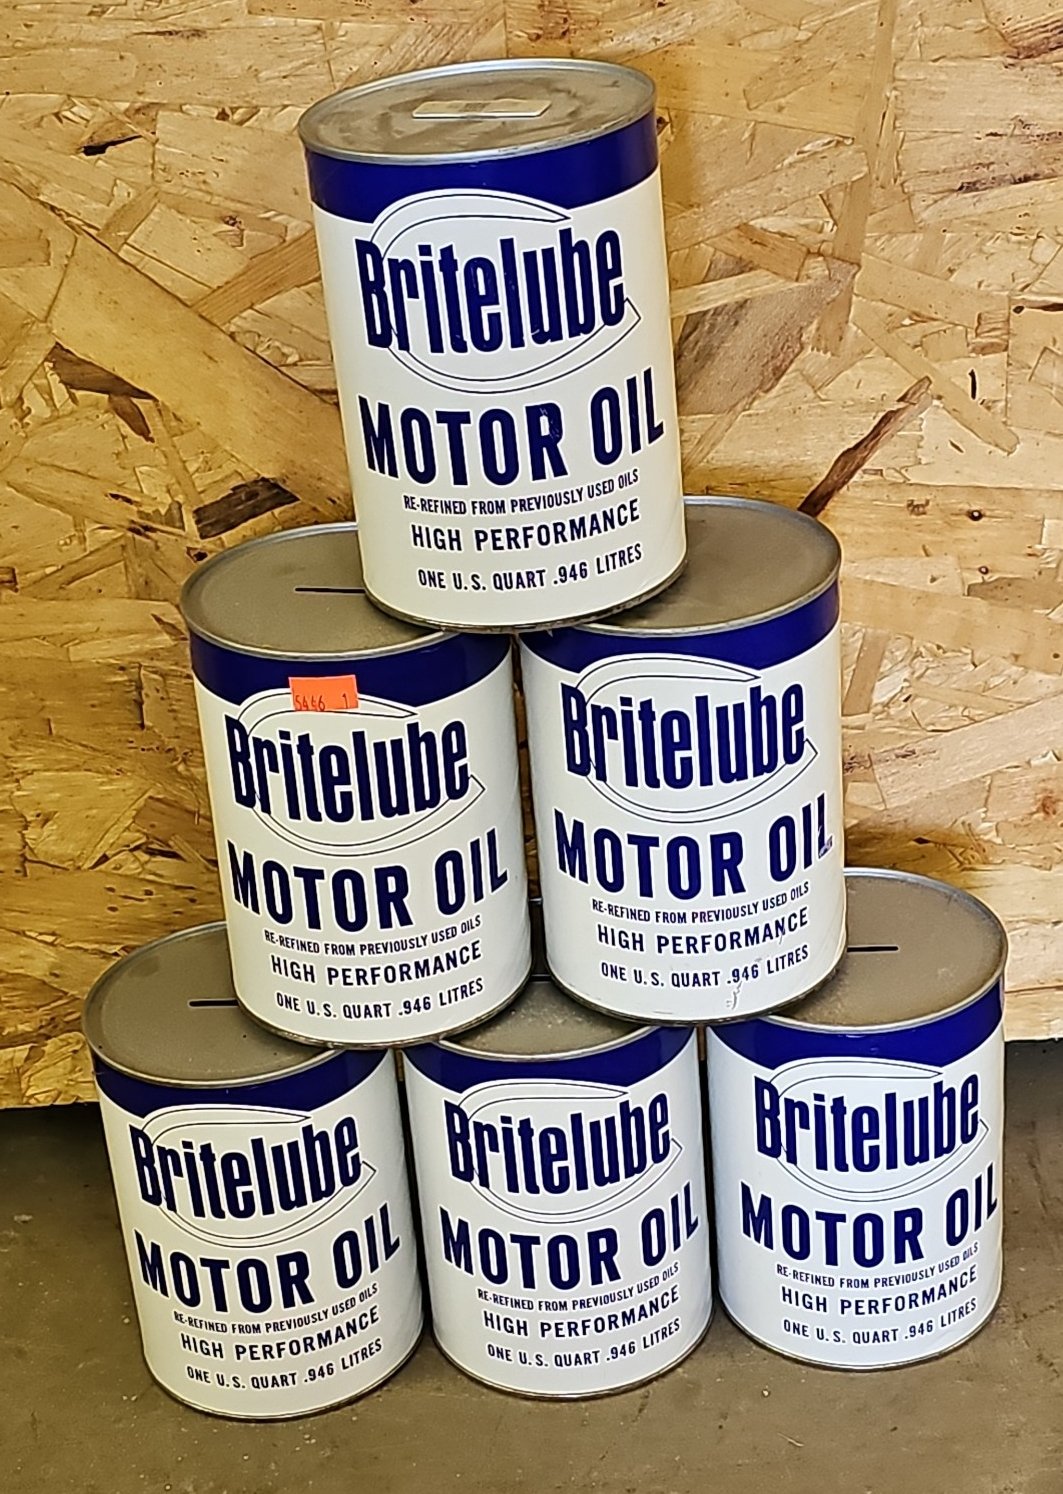 Britelube
MOTOR OIL
RE-REFINED FROM PREVIOUSLY USED OILS
HIGH PERFORMANCE
ONE U.S. QUART .946 LITRES
5446 1
Britelube
MOTOR OIL
RE-REFINED FROM PREVIOUSLY USED OILS
HIGH PERFORMANCE
ONE U.S. QUART .946 LITRES
Britelube
MOTOR OIL
RE-REFINED FROM PREVIOUSLY USED OILS
HIGH PERFORMANCE
ONE U.S. QUART .946 LITRES
Britelube
MOTOR OIL
RE-REFINED FROM PREVIOUSLY USED OILS
HIGH PERFORMANCE
ONE U.S. QUART .946 LITRES
Britelube
MOTOR OIL
RE-REFINED FROM PREVIOUSLY USED OILS
HIGH PERFORMANCE
ONE U.S. QUART .946 LITRES
Britelube
MOTOR OIL
RE-REFINED FROM PREVIOUSLY USED OILS
HIGH PERFORMANCE
ONE U.S. QUART .946 LITRES